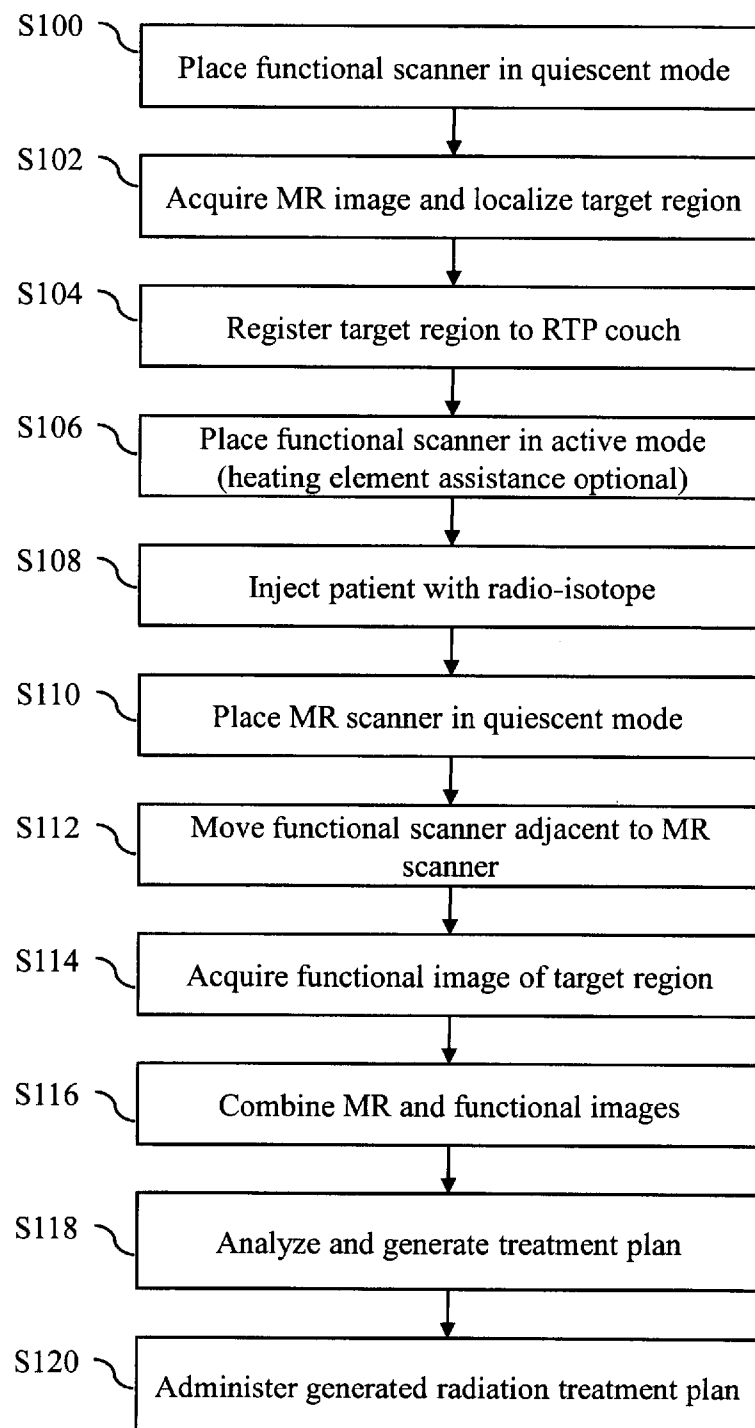 S100
Place functional scanner in quiescent mode
S102
Acquire MR image and localize target region
S104
Register target region to RTP couch
S106
Place functional scanner in active mode
(heating element assistance optional)
S108
Inject patient with radio-isotope
S110
Place MR scanner in quiescent mode
S112
Move functional scanner adjacent to MR
scanner
S114
Acquire functional image of target region
S116
Combine MR and functional images
S118
Analyze and generate treatment plan
S120
Administer generated radiation treatment plan